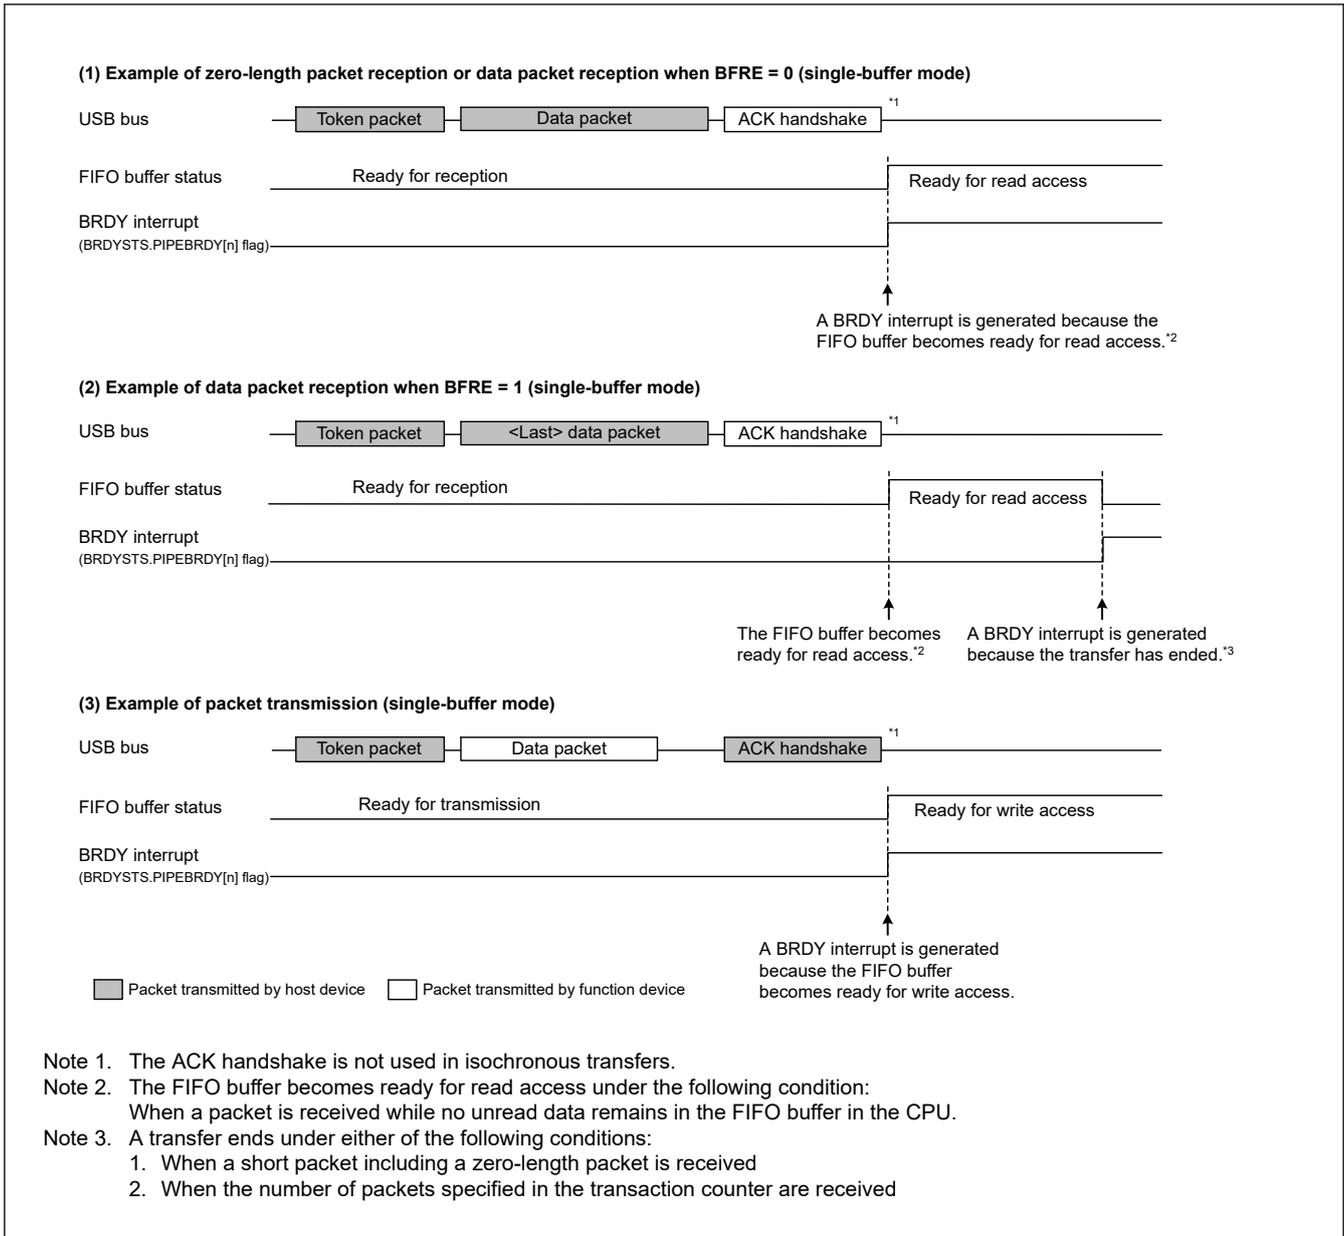 (1) Example of zero-length packet reception or data packet reception when BFRE = 0 (single-buffer mode)
USB bus
Token packet
Data packet
ACK handshake
*1
FIFO buffer status
Ready for reception
Ready for read access
BRDY interrupt
(BRDYSTS.PIPEBRDY[n] flag)
A BRDY interrupt is generated because the
FIFO buffer becomes ready for read access.*2
(2) Example of data packet reception when BFRE = 1 (single-buffer mode)
USB bus
Token packet
<Last> data packet
ACK handshake
*1
FIFO buffer status
Ready for reception
Ready for read access
BRDY interrupt
(BRDYSTS.PIPEBRDY[n] flag)
The FIFO buffer becomes
ready for read access.*2
A BRDY interrupt is generated
because the transfer has ended.*3
(3) Example of packet transmission (single-buffer mode)
USB bus
Token packet
Data packet
ACK handshake
*1
FIFO buffer status
Ready for transmission
Ready for write access
BRDY interrupt
(BRDYSTS.PIPEBRDY[n] flag)
A BRDY interrupt is generated
because the FIFO buffer
becomes ready for write access.
Packet transmitted by host device
Packet transmitted by function device
Note 1. The ACK handshake is not used in isochronous transfers.
Note 2. The FIFO buffer becomes ready for read access under the following condition:
When a packet is received while no unread data remains in the FIFO buffer in the CPU.
Note 3. A transfer ends under either of the following conditions:
1. When a short packet including a zero-length packet is received
2. When the number of packets specified in the transaction counter are received